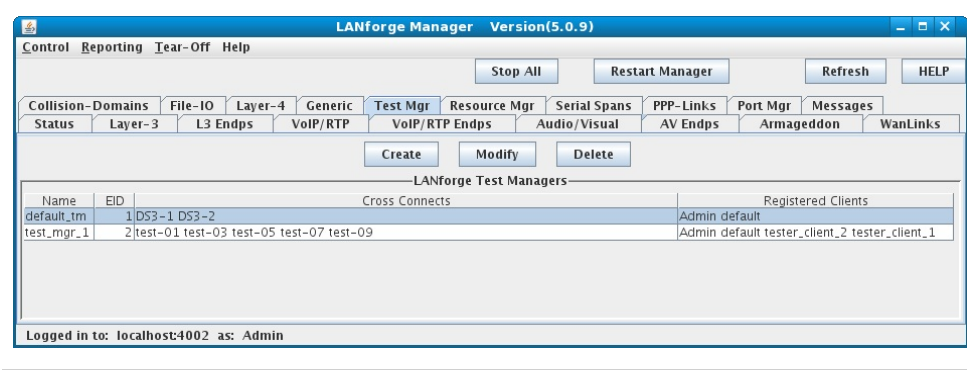 LANforge Manager Version(5.0.9)
Control Reporting Tear-Off Help
Stop All Restart Manager Refresh HELP
Collision-Domains File-IO Layer-4 Generic Test Mgr Resource Mgr Serial Spans PPP-Links Port Mgr Messages
Status Layer-3 L3 Endps VoIP/RTP VoIP/RTP Endps Audio/Visual AV Endps Armageddon WanLinks
Create Modify Delete
LANforge Test Managers
Name EID Cross Connects Registered Clients
default_tm 1 DS3-1 DS3-2 Admin default
test_mgr_1 2 test-01 test-03 test-05 test-07 test-09 Admin default tester_client_2 tester_client_1
Logged in to: localhost:4002 as: Admin